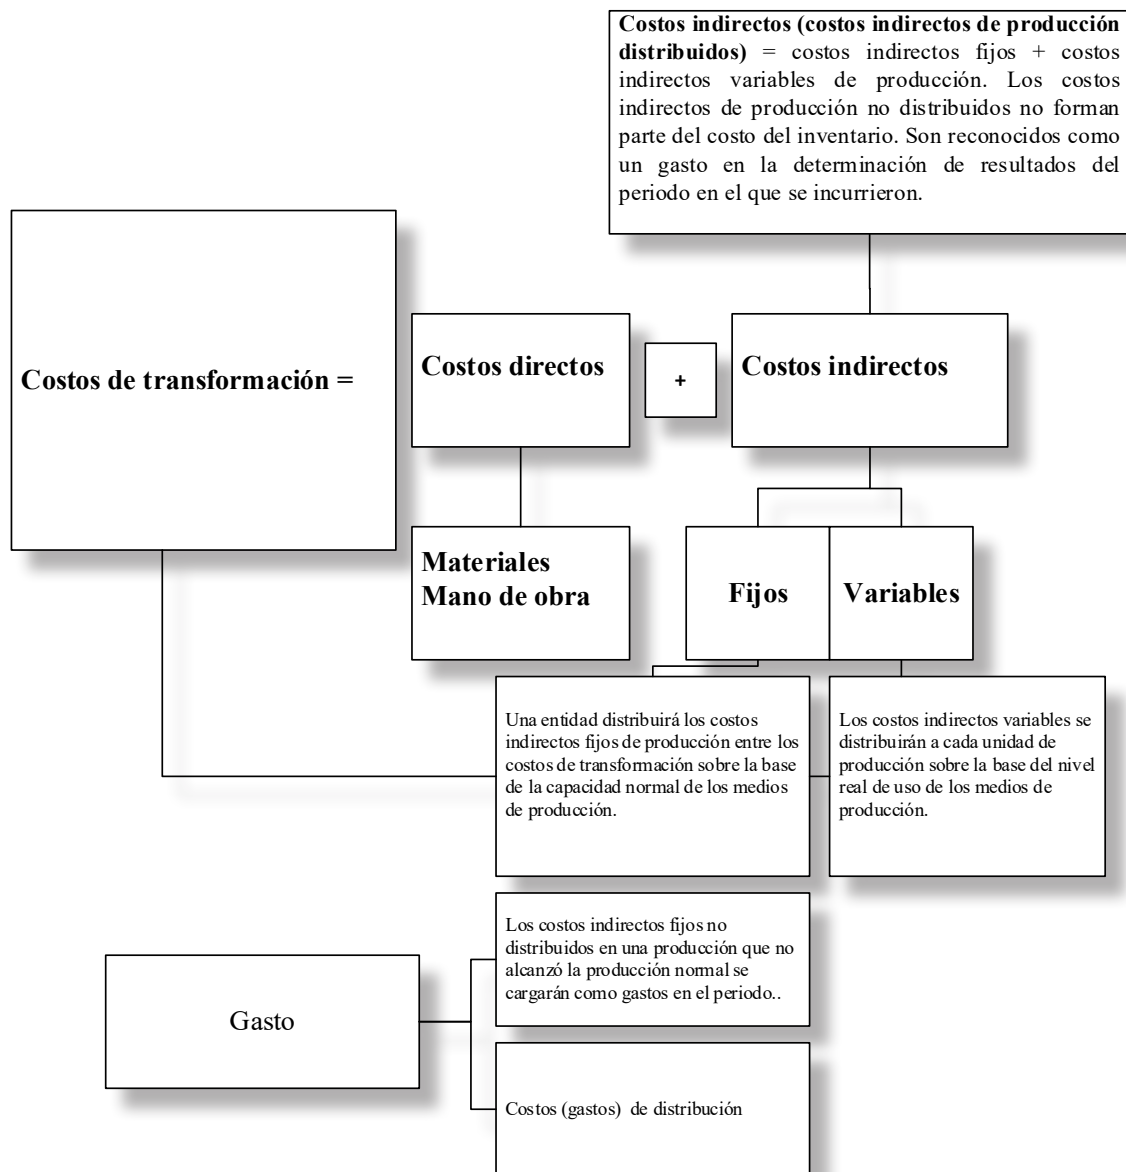 Costos indirectos (costos indirectos de producción
distribuidos) = costos indirectos fijos + costos
indirectos variables de producción. Los costos
indirectos de producción no distribuidos no forman
parte del costo del inventario. Son reconocidos como
un gasto en la determinación de resultados del
periodo en el que se incurrieron.
Costos de transformación =
Costos directos
+
Costos indirectos
Materiales
Mano de obra
Fijos
Variables
Una entidad distribuirá los costos
indirectos fijos de producción entre los
costos de transformación sobre la base
de la capacidad normal de los medios
de producción.
Los costos indirectos variables se
distribuirán a cada unidad de
producción sobre la base del nivel
real de uso de los medios de
producción.
Gasto
Los costos indirectos fijos no
distribuidos en una producción que no
alcanzó la producción normal se
cargarán como gastos en el periodo..
Costos (gastos) de distribución